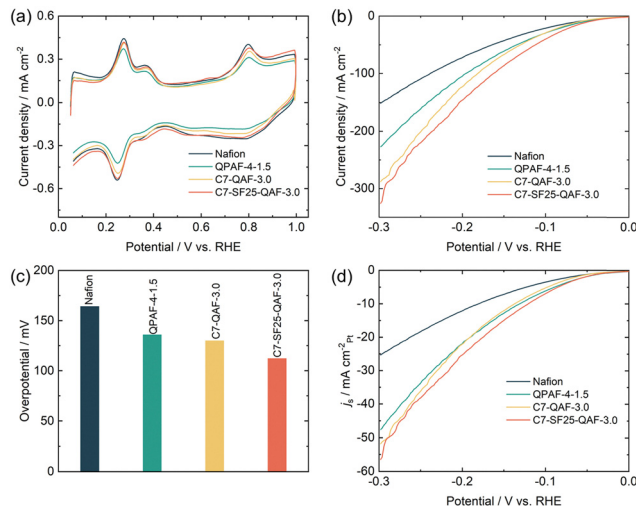 (a)
0.6
0.3
0.0
-0.3
-0.6
Current density / mA cm⁻²
Nafion
QPAF-4-1.5
C7-QAF-3.0
C7-SF25-QAF-3.0
0.0 0.2 0.4 0.6 0.8 1.0
Potential / V vs. RHE
(b)
0
-100
-200
-300
Current density / mA cm⁻²
Nafion
QPAF-4-1.5
C7-QAF-3.0
C7-SF25-QAF-3.0
-0.3 -0.2 -0.1 0.0
Potential / V vs. RHE
(c)
200
150
100
50
0
Overpotential / mV
Nafion
QPAF-4-1.5
C7-QAF-3.0
C7-SF25-QAF-3.0
(d)
0
-10
-20
-30
-40
-50
-60
jₛ / mA cm⁻²Pt
Nafion
QPAF-4-1.5
C7-QAF-3.0
C7-SF25-QAF-3.0
-0.3 -0.2 -0.1 0.0
Potential / V vs. RHE